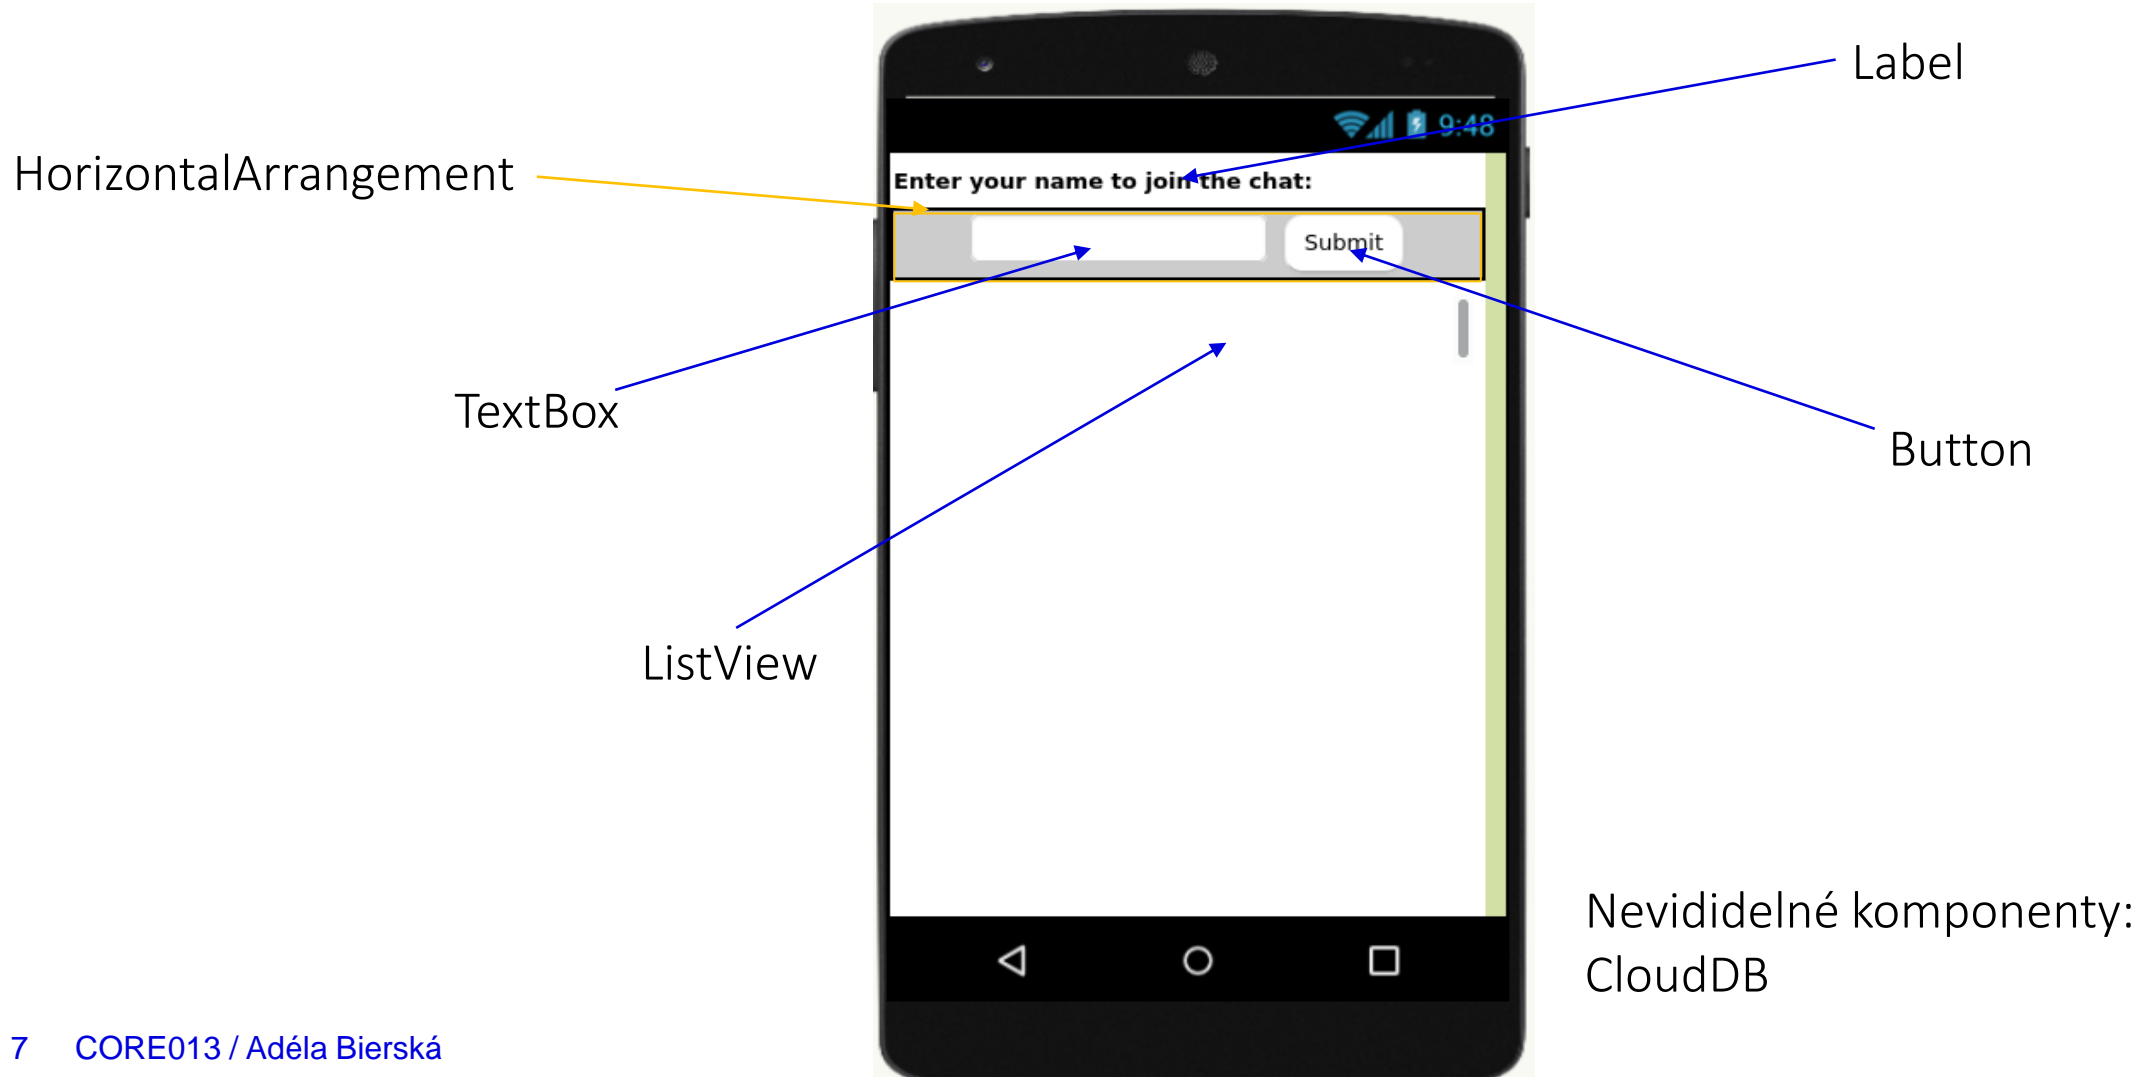 Label
9:48
HorizontalArrangement
Enter your name to join the chat:
Submit
TextBox
Button
ListView
Nevididelné komponenty:
CloudDB
7 CORE013 / Adéla Bierská